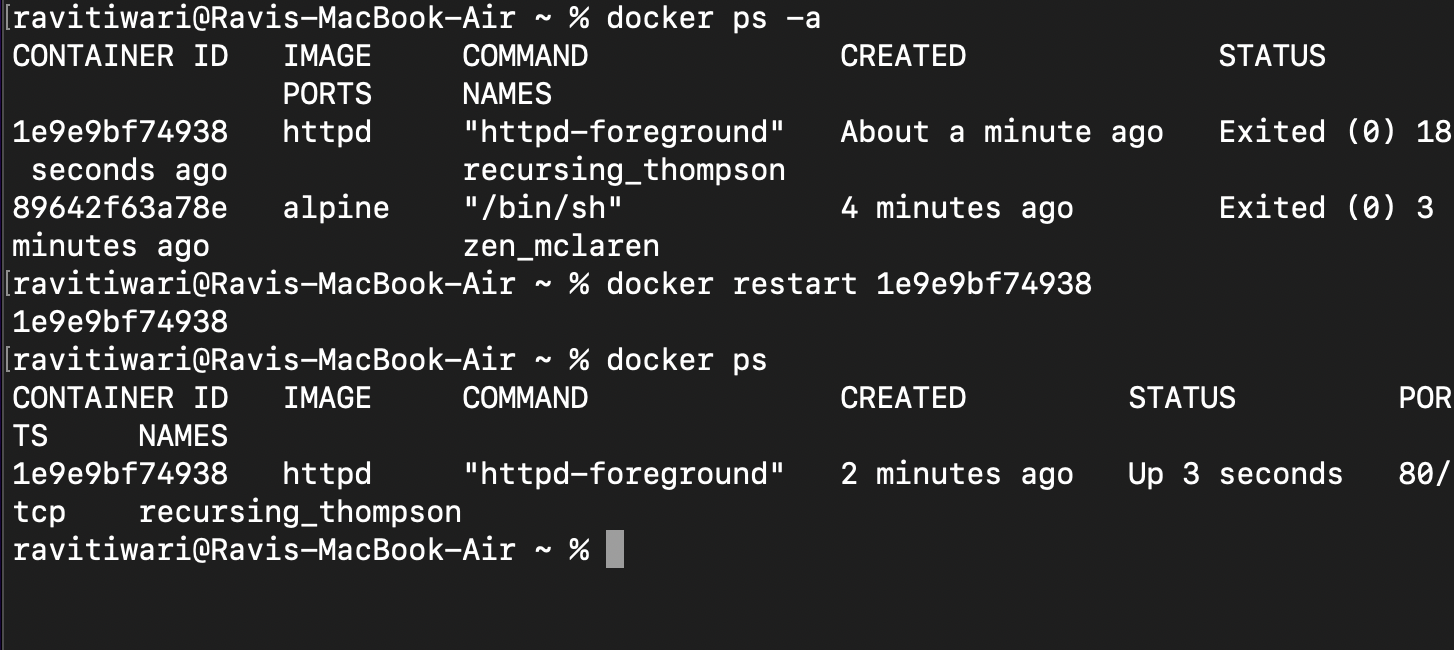 [ravitiwari@Ravis-MacBook-Air ~ % docker ps -a
CONTAINER ID   IMAGE     COMMAND              CREATED              STATUS
               PORTS     NAMES
1e9e9bf74938   httpd     "httpd-foreground"   About a minute ago   Exited (0) 18
 seconds ago             recursing_thompson
89642f63a78e   alpine    "/bin/sh"            4 minutes ago        Exited (0) 3
minutes ago              zen_mclaren
[ravitiwari@Ravis-MacBook-Air ~ % docker restart 1e9e9bf74938
1e9e9bf74938
[ravitiwari@Ravis-MacBook-Air ~ % docker ps
CONTAINER ID   IMAGE     COMMAND              CREATED         STATUS         POR
TS     NAMES
1e9e9bf74938   httpd     "httpd-foreground"   2 minutes ago   Up 3 seconds   80/
tcp    recursing_thompson
ravitiwari@Ravis-MacBook-Air ~ %